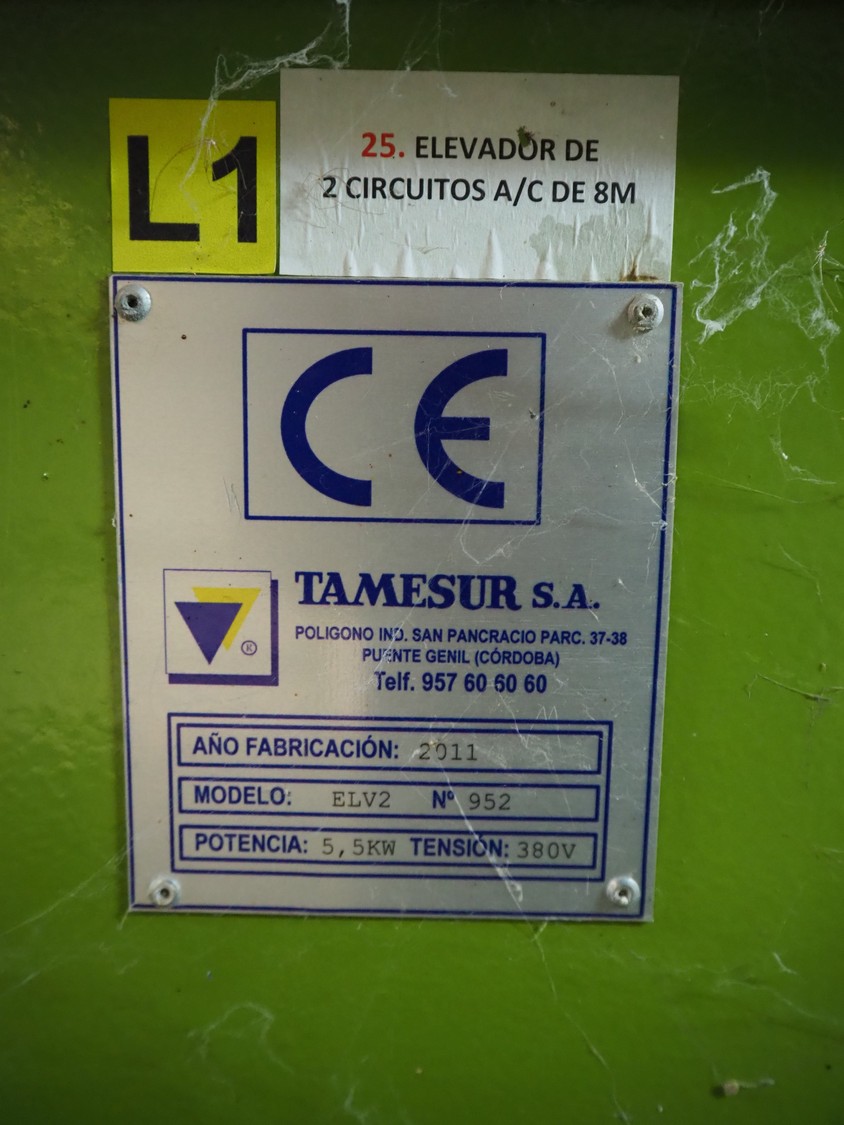 L1
25. ELEVADOR DE
2 CIRCUITOS A/C DE 8M
CE
TAMESUR S.A.
POLIGONO IND. SAN PANCRACIO PARC. 37-38
PUENTE GENIL (CÓRDOBA)
Telf. 957 60 60 60
®
AÑO FABRICACIÓN: 2011
MODELO: ELV2 Nº 952
POTENCIA: 5,5KW TENSIÓN: 380V